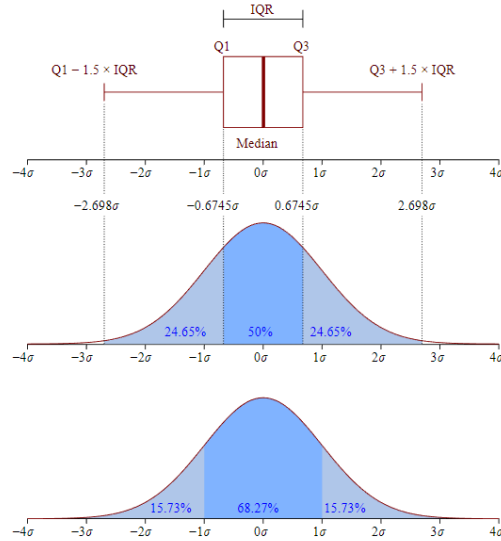 IQR
Q1 Q3
Q1 − 1.5 × IQR Q3 + 1.5 × IQR
Median
−4σ −3σ −2σ −1σ 0σ 1σ 2σ 3σ 4σ
−2.698σ −0.6745σ 0.6745σ 2.698σ
24.65% 50% 24.65%
−4σ −3σ −2σ −1σ 0σ 1σ 2σ 3σ 4σ
15.73% 68.27% 15.73%
−4σ −3σ −2σ −1σ 0σ 1σ 2σ 3σ 4σ